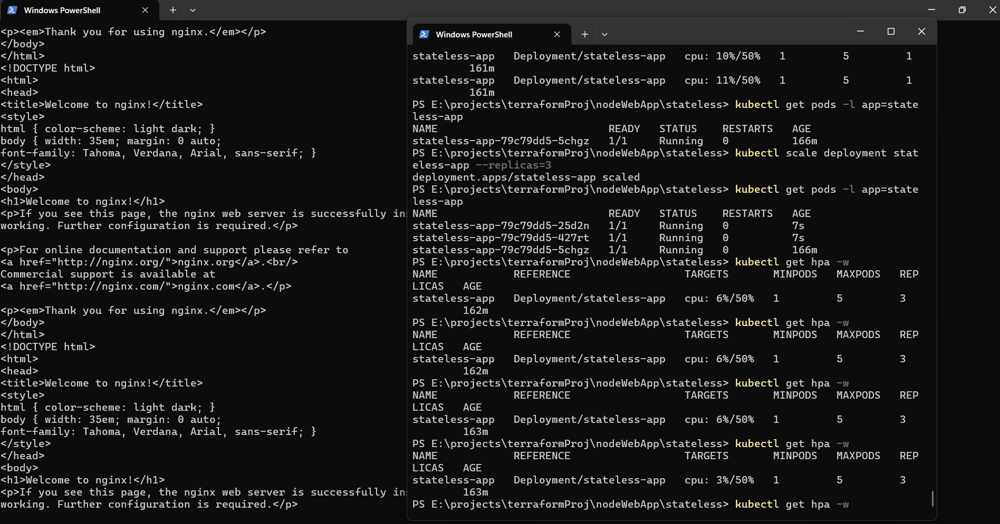 Windows PowerShell
<p><em>Thank you for using nginx.</em></p>
</body>
</html>
<!DOCTYPE html>
<html>
<head>
<title>Welcome to nginx!</title>
<style>
html { color-scheme: light dark; }
body { width: 35em; margin: 0 auto;
font-family: Tahoma, Verdana, Arial, sans-serif; }
</style>
</head>
<body>
<h1>Welcome to nginx!</h1>
<p>If you see this page, the nginx web server is successfully in
working. Further configuration is required.</p>
<p>For online documentation and support please refer to
<a href="http://nginx.org/">nginx.org</a>.<br/>
Commercial support is available at
<a href="http://nginx.com/">nginx.com</a>.</p>
<p><em>Thank you for using nginx.</em></p>
</body>
</html>
<!DOCTYPE html>
<html>
<head>
<title>Welcome to nginx!</title>
<style>
html { color-scheme: light dark; }
body { width: 35em; margin: 0 auto;
font-family: Tahoma, Verdana, Arial, sans-serif; }
</style>
</head>
<body>
<h1>Welcome to nginx!</h1>
<p>If you see this page, the nginx web server is successfully in
working. Further configuration is required.</p>
Windows PowerShell
stateless-app   Deployment/stateless-app   cpu: 10%/50%   1         5         1
         161m
stateless-app   Deployment/stateless-app   cpu: 11%/50%   1         5         1
         161m
PS E:\projects\terraformProj\nodeWebApp\stateless> kubectl get pods -l app=state
less-app
NAME                           READY   STATUS    RESTARTS   AGE
stateless-app-79c79dd5-5chgz   1/1     Running   0          166m
PS E:\projects\terraformProj\nodeWebApp\stateless> kubectl scale deployment stat
eless-app --replicas=3
deployment.apps/stateless-app scaled
PS E:\projects\terraformProj\nodeWebApp\stateless> kubectl get pods -l app=state
less-app
NAME                           READY   STATUS    RESTARTS   AGE
stateless-app-79c79dd5-25d2n   1/1     Running   0          7s
stateless-app-79c79dd5-427rt   1/1     Running   0          7s
stateless-app-79c79dd5-5chgz   1/1     Running   0          166m
PS E:\projects\terraformProj\nodeWebApp\stateless> kubectl get hpa -w
NAME            REFERENCE                  TARGETS       MINPODS   MAXPODS   REP
LICAS   AGE
stateless-app   Deployment/stateless-app   cpu: 6%/50%   1         5         3
        162m
PS E:\projects\terraformProj\nodeWebApp\stateless> kubectl get hpa -w
NAME            REFERENCE                  TARGETS       MINPODS   MAXPODS   REP
LICAS   AGE
stateless-app   Deployment/stateless-app   cpu: 6%/50%   1         5         3
        162m
PS E:\projects\terraformProj\nodeWebApp\stateless> kubectl get hpa -w
NAME            REFERENCE                  TARGETS       MINPODS   MAXPODS   REP
LICAS   AGE
stateless-app   Deployment/stateless-app   cpu: 6%/50%   1         5         3
        163m
PS E:\projects\terraformProj\nodeWebApp\stateless> kubectl get hpa -w
NAME            REFERENCE                  TARGETS       MINPODS   MAXPODS   REP
LICAS   AGE
stateless-app   Deployment/stateless-app   cpu: 3%/50%   1         5         3
        163m
PS E:\projects\terraformProj\nodeWebApp\stateless> kubectl get hpa -w